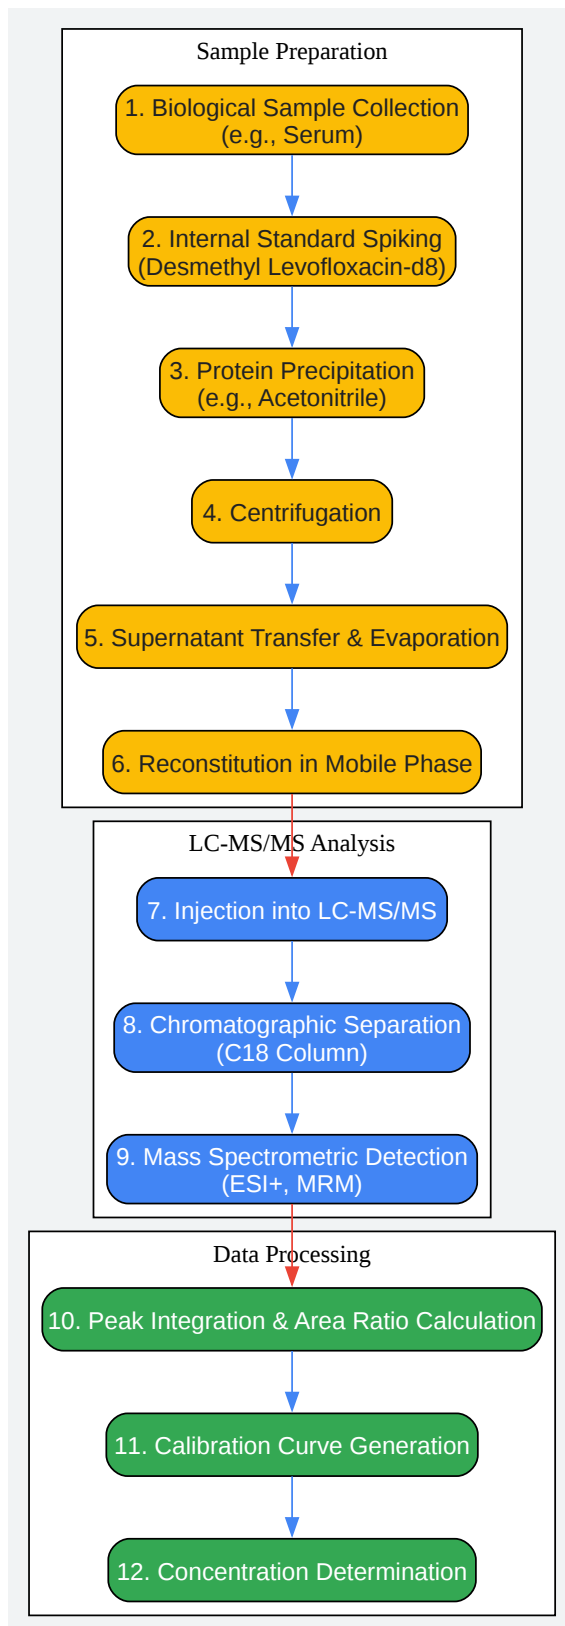 Sample Preparation
1. Biological Sample Collection
(e.g., Serum)
2. Internal Standard Spiking
(Desmethyl Levofloxacin-d8)
3. Protein Precipitation
(e.g., Acetonitrile)
4. Centrifugation
5. Supernatant Transfer & Evaporation
6. Reconstitution in Mobile Phase
LC-MS/MS Analysis
7. Injection into LC-MS/MS
8. Chromatographic Separation
(C18 Column)
9. Mass Spectrometric Detection
(ESI+, MRM)
Data Processing
10. Peak Integration & Area Ratio Calculation
11. Calibration Curve Generation
12. Concentration Determination